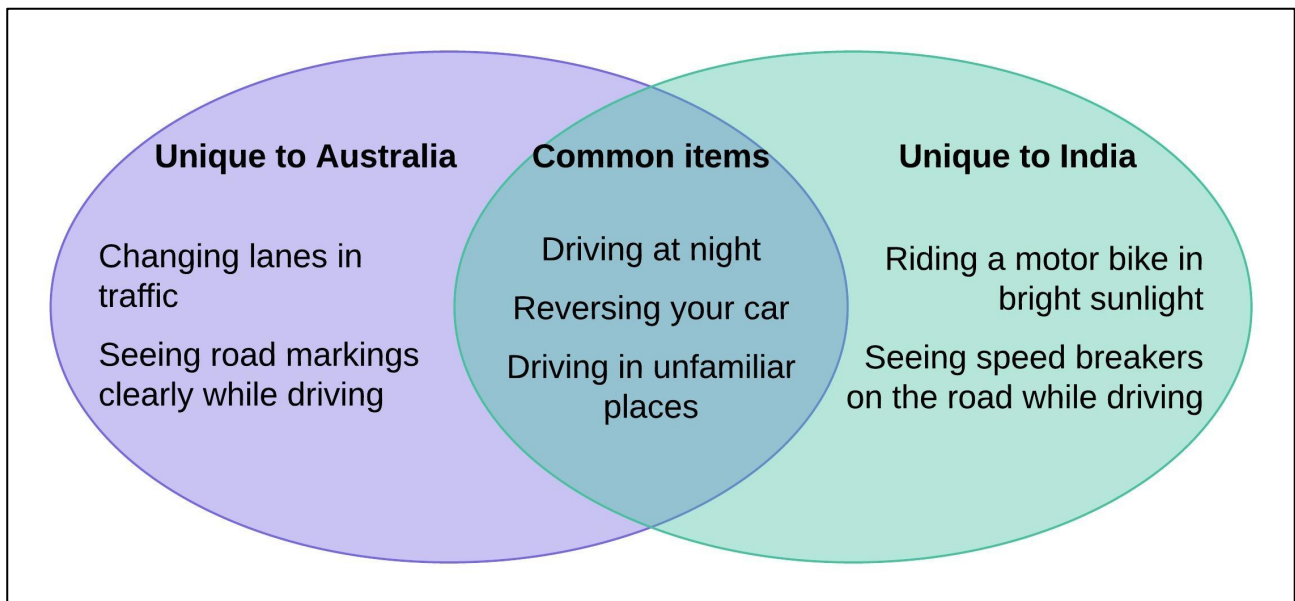 Unique to Australia
Changing lanes in
traffic
Seeing road markings
clearly while driving
Common items
Driving at night
Reversing your car
Driving in unfamiliar
places
Unique to India
Riding a motor bike in
bright sunlight
Seeing speed breakers
on the road while driving